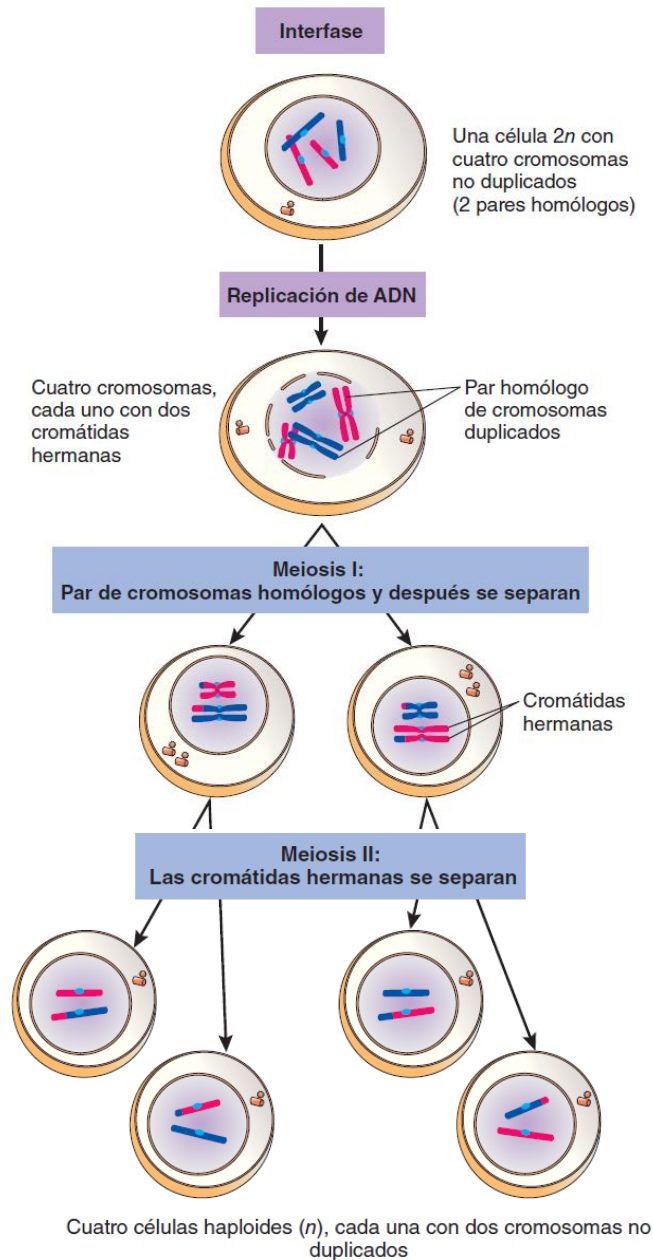 Interfase
Una célula 2n con
cuatro cromosomas
no duplicados
(2 pares homólogos)
Replicación de ADN
Cuatro cromosomas,
cada uno con dos
cromátidas
hermanas
Par homólogo
de cromosomas
duplicados
Meiosis I:
Par de cromosomas homólogos y después se separan
Cromátidas
hermanas
Meiosis II:
Las cromátidas hermanas se separan
Cuatro células haploides (n), cada una con dos cromosomas no
duplicados